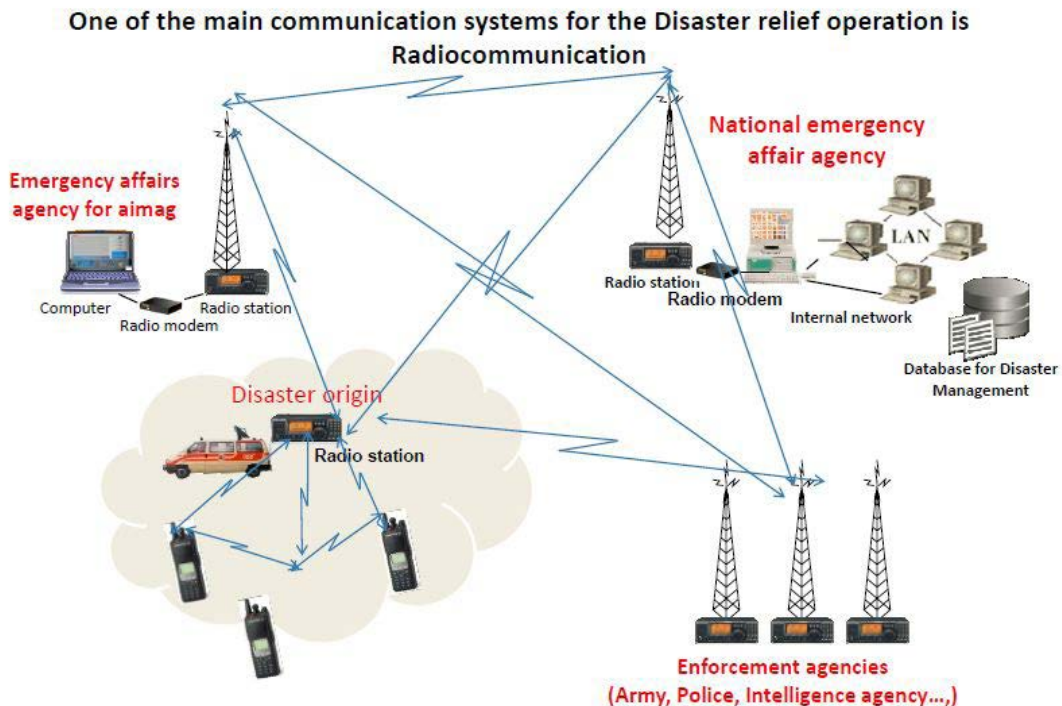 One of the main communication systems for the Disaster relief operation is
Radiocommunication
National emergency
affair agency
Emergency affairs
agency for aimag
LAN
Computer
Radio modem
Radio station
Radio station
Radio modem
Internal network
Database for Disaster
Management
Disaster origin
Radio station
Enforcement agencies
(Army, Police, Intelligence agency...,)